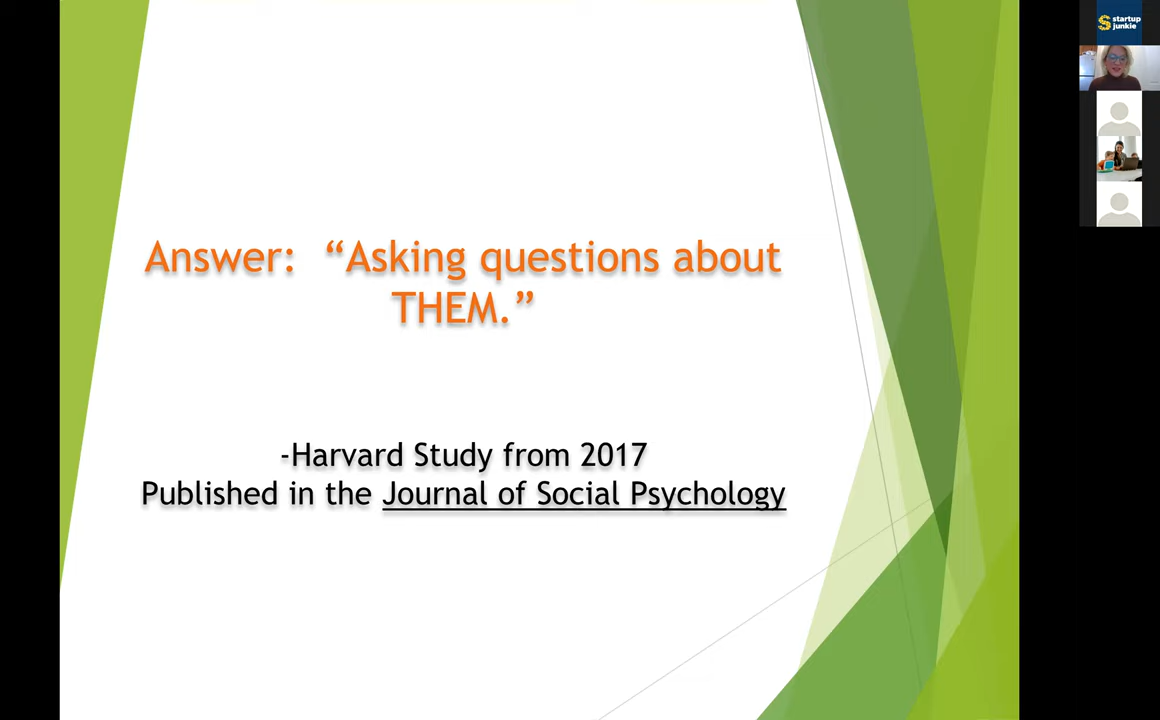 Answer: “Asking questions about
THEM.”
-Harvard Study from 2017
Published in the Journal of Social Psychology
startup
junkie